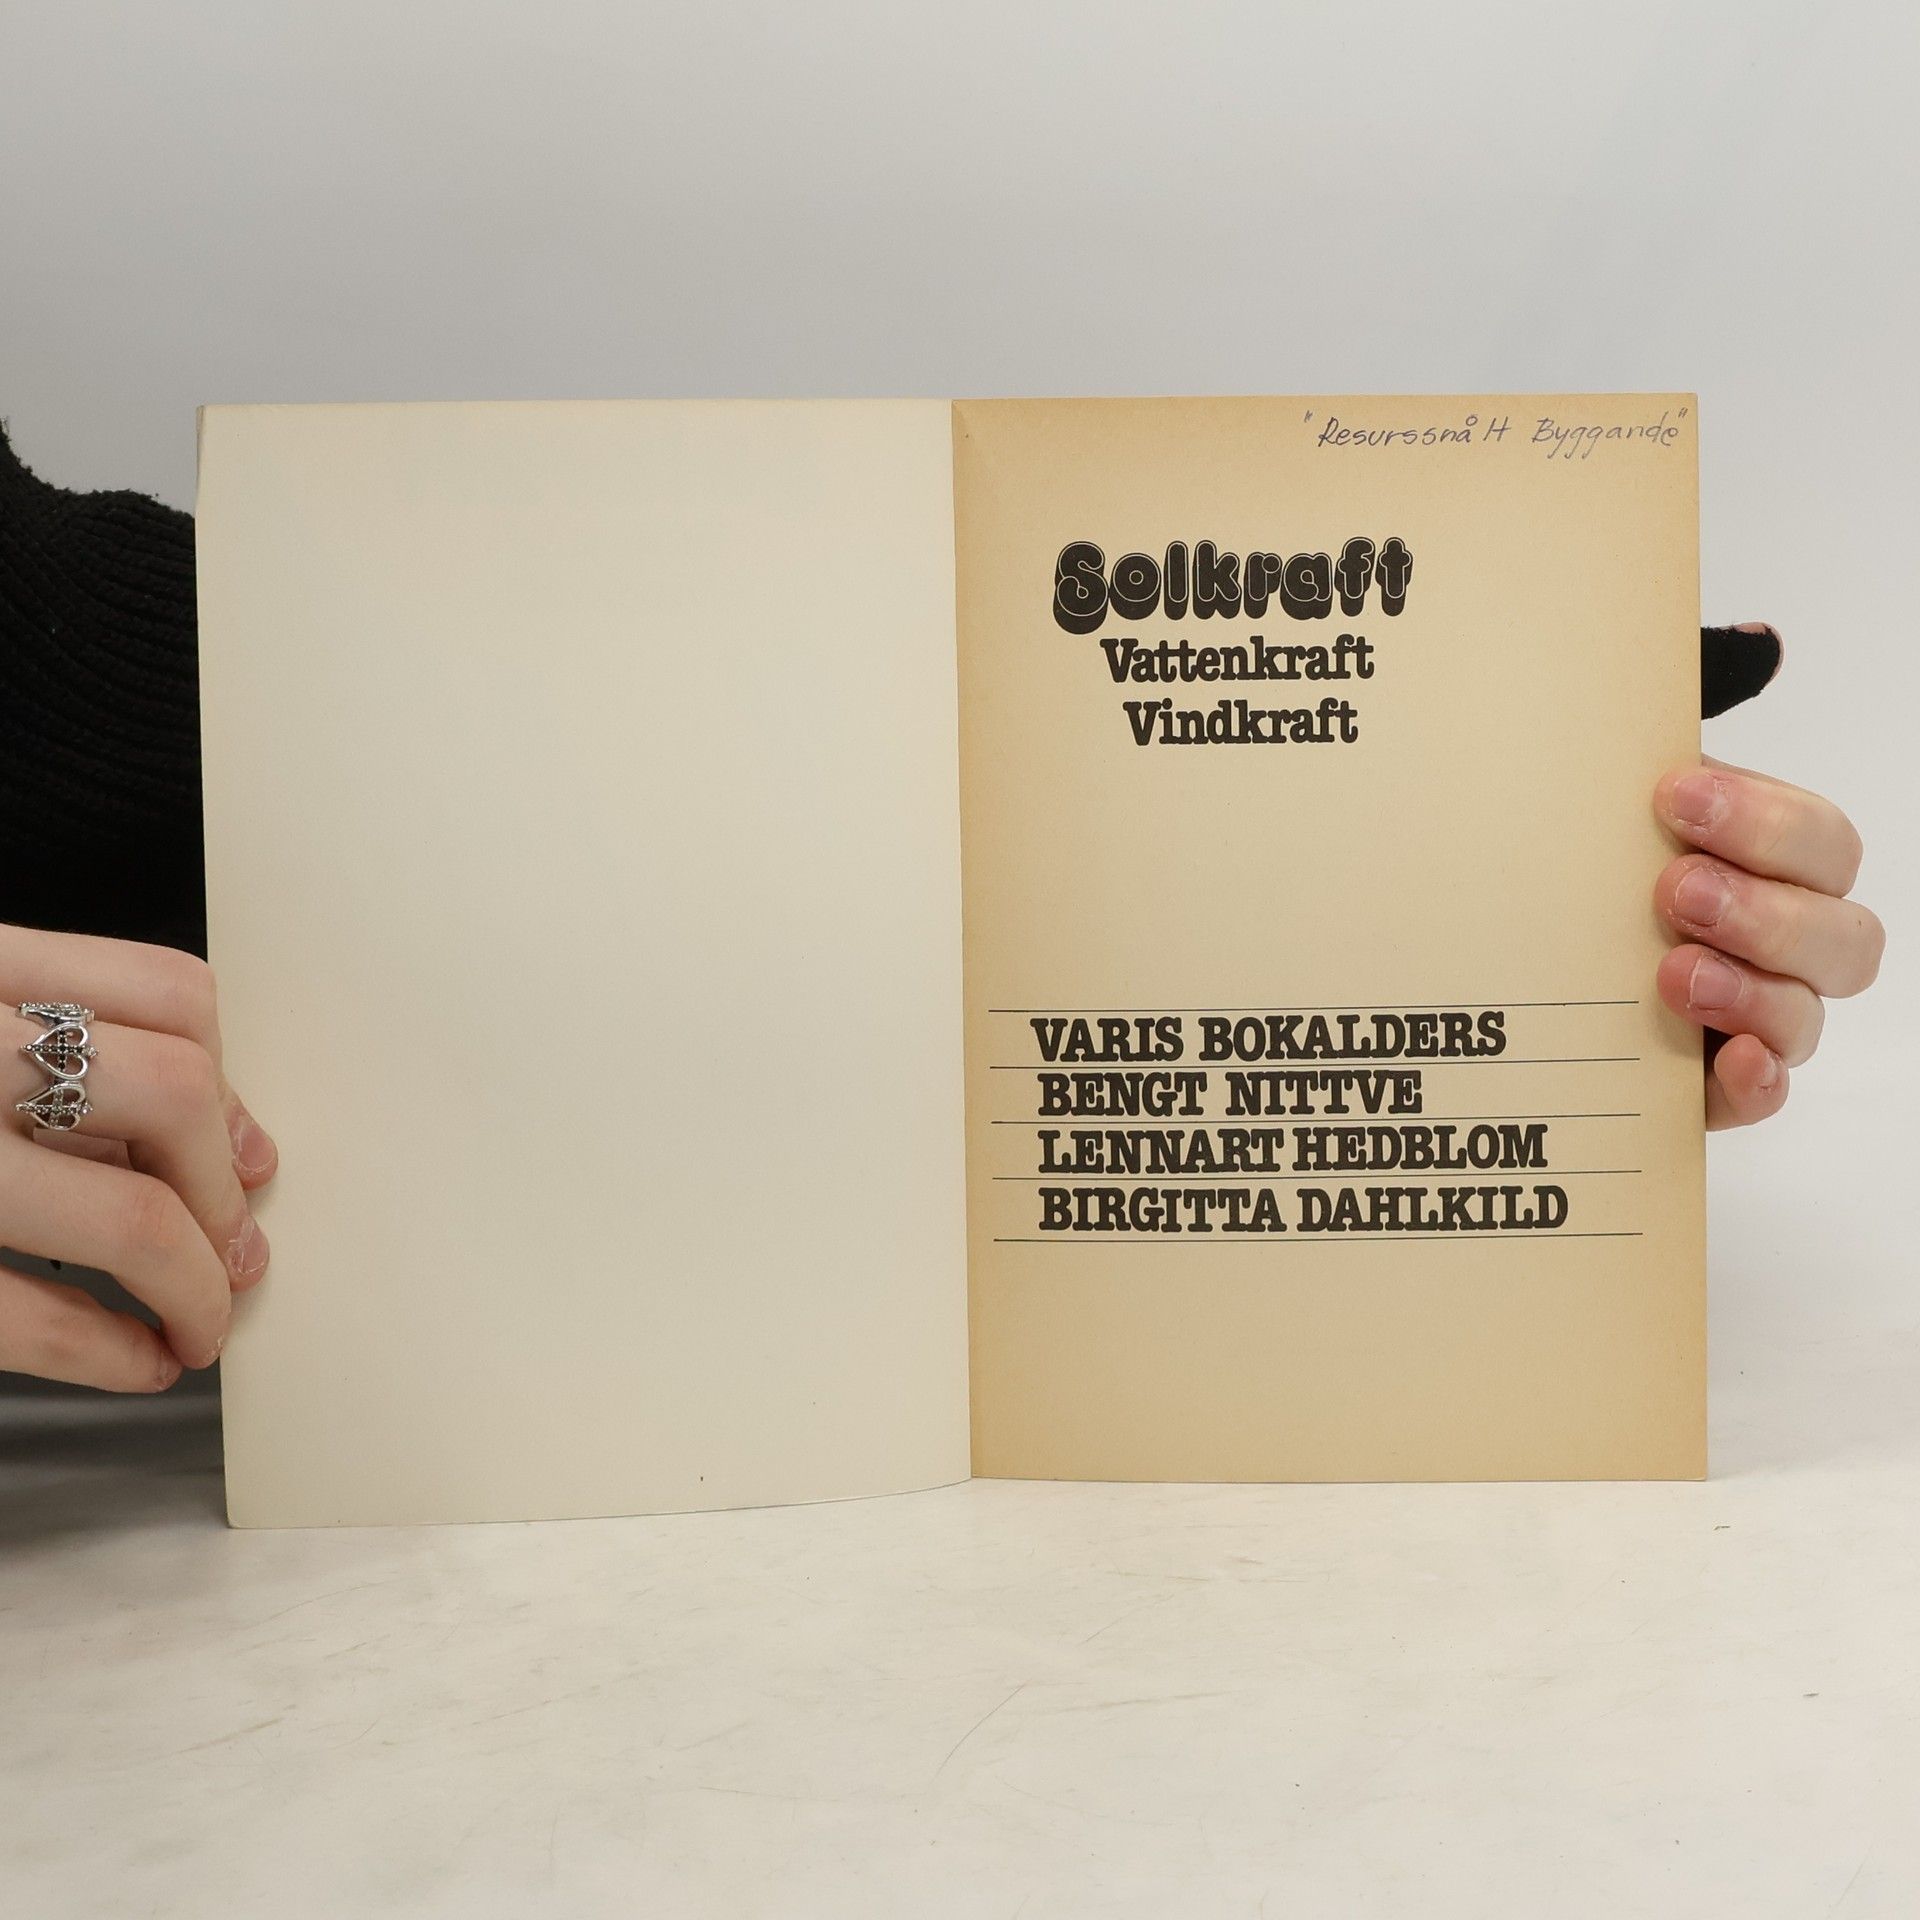 "Resurssnålt Byggande"
Solkraft
Vattenkraft
Vindkraft
VARIS BOKALDERS
BENGT NITTVE
LENNART HEDBLOM
BIRGITTA DAHLKILD